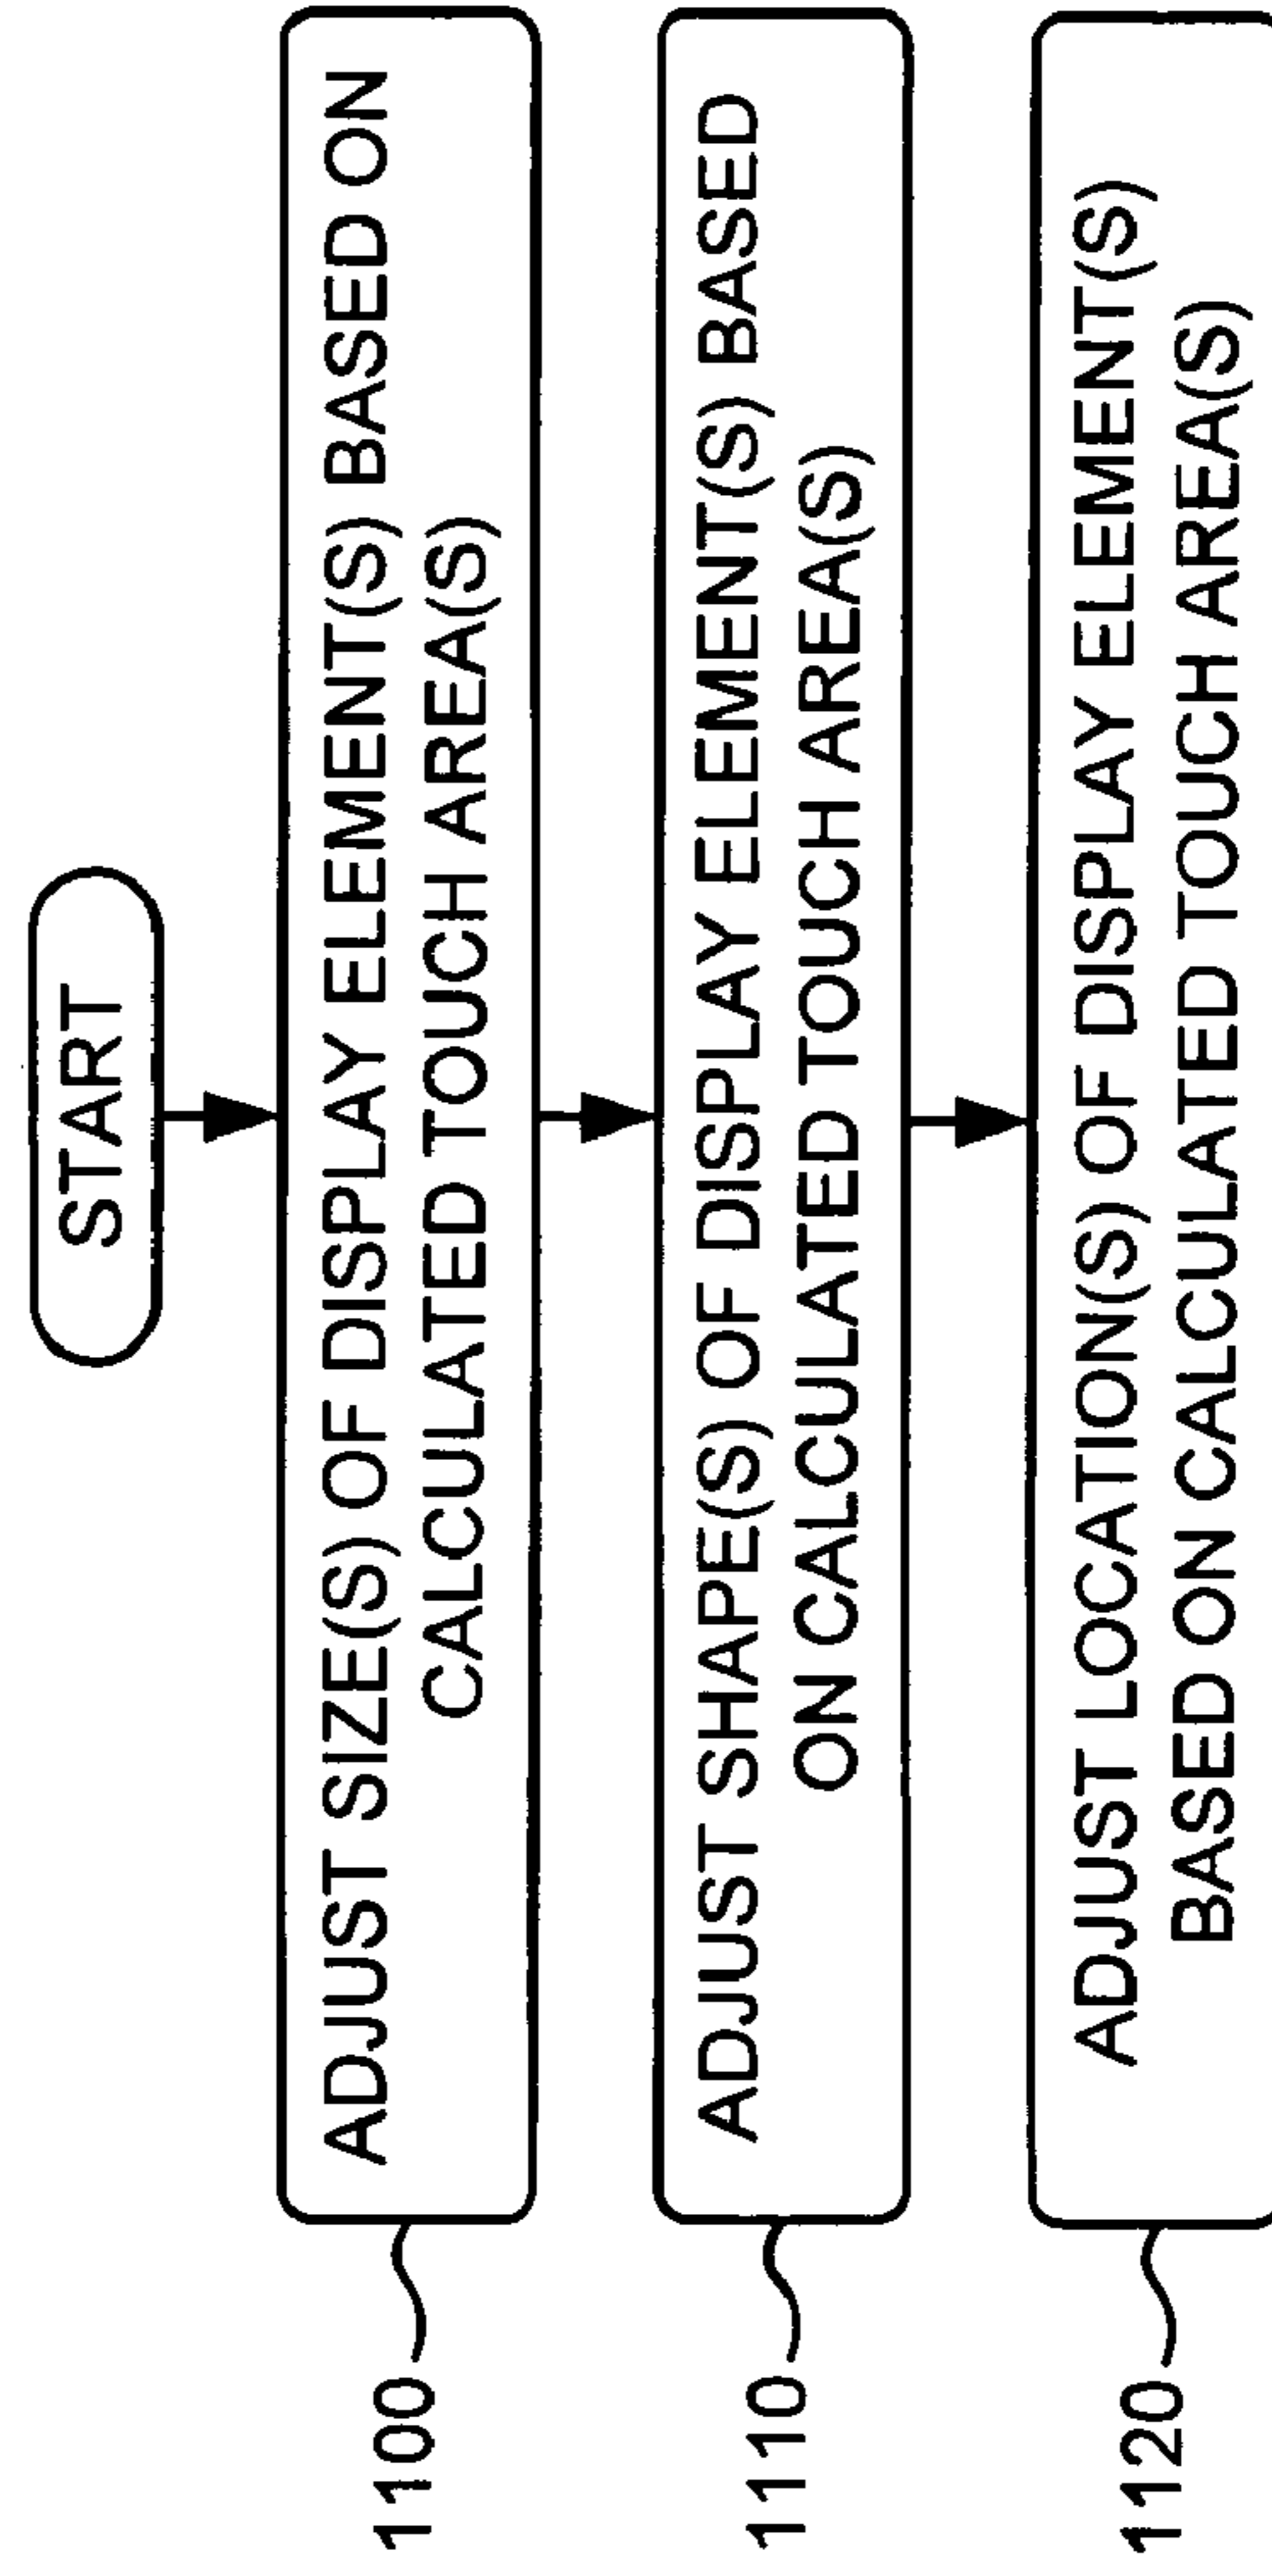 START
1100
ADJUST SIZE(S) OF DISPLAY ELEMENT(S) BASED ON
CALCULATED TOUCH AREA(S)
1110
ADJUST SHAPE(S) OF DISPLAY ELEMENT(S) BASED
ON CALCULATED TOUCH AREA(S)
1120
ADJUST LOCATION(S) OF DISPLAY ELEMENT(S)
BASED ON CALCULATED TOUCH AREA(S)